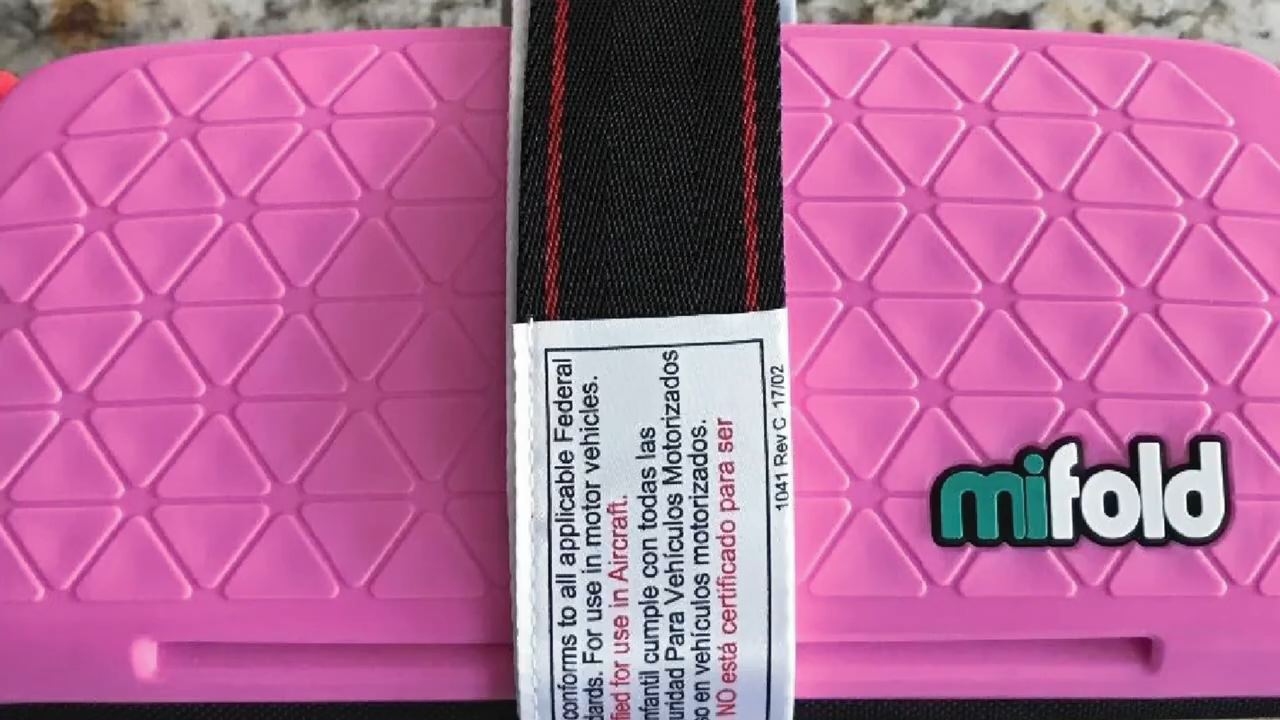 conforms to all applicable Federal
dards. For use in motor vehicles.
fied for use in Aircraft.
nfantil cumple con todas las
uridad Para Vehículos Motorizados
so en vehículos motorizados.
NO está certificado para ser
1041 Rev C 17/02
mifold